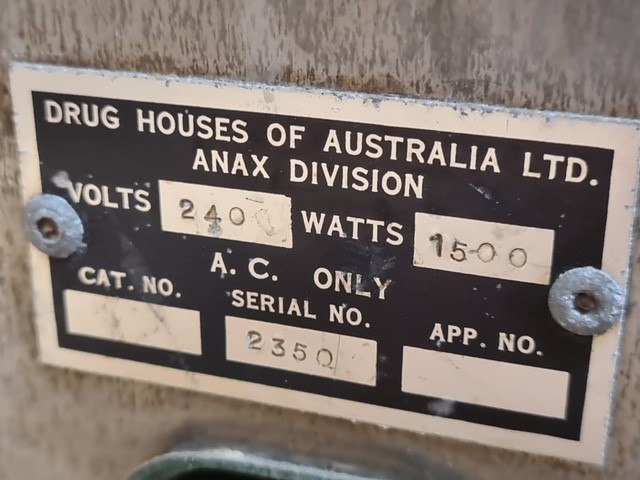 DRUG HOUSES OF AUSTRALIA LTD.
ANAX DIVISION
VOLTS 240 WATTS 1500
A. C. ONLY
CAT. NO. SERIAL NO. APP. NO.
2350